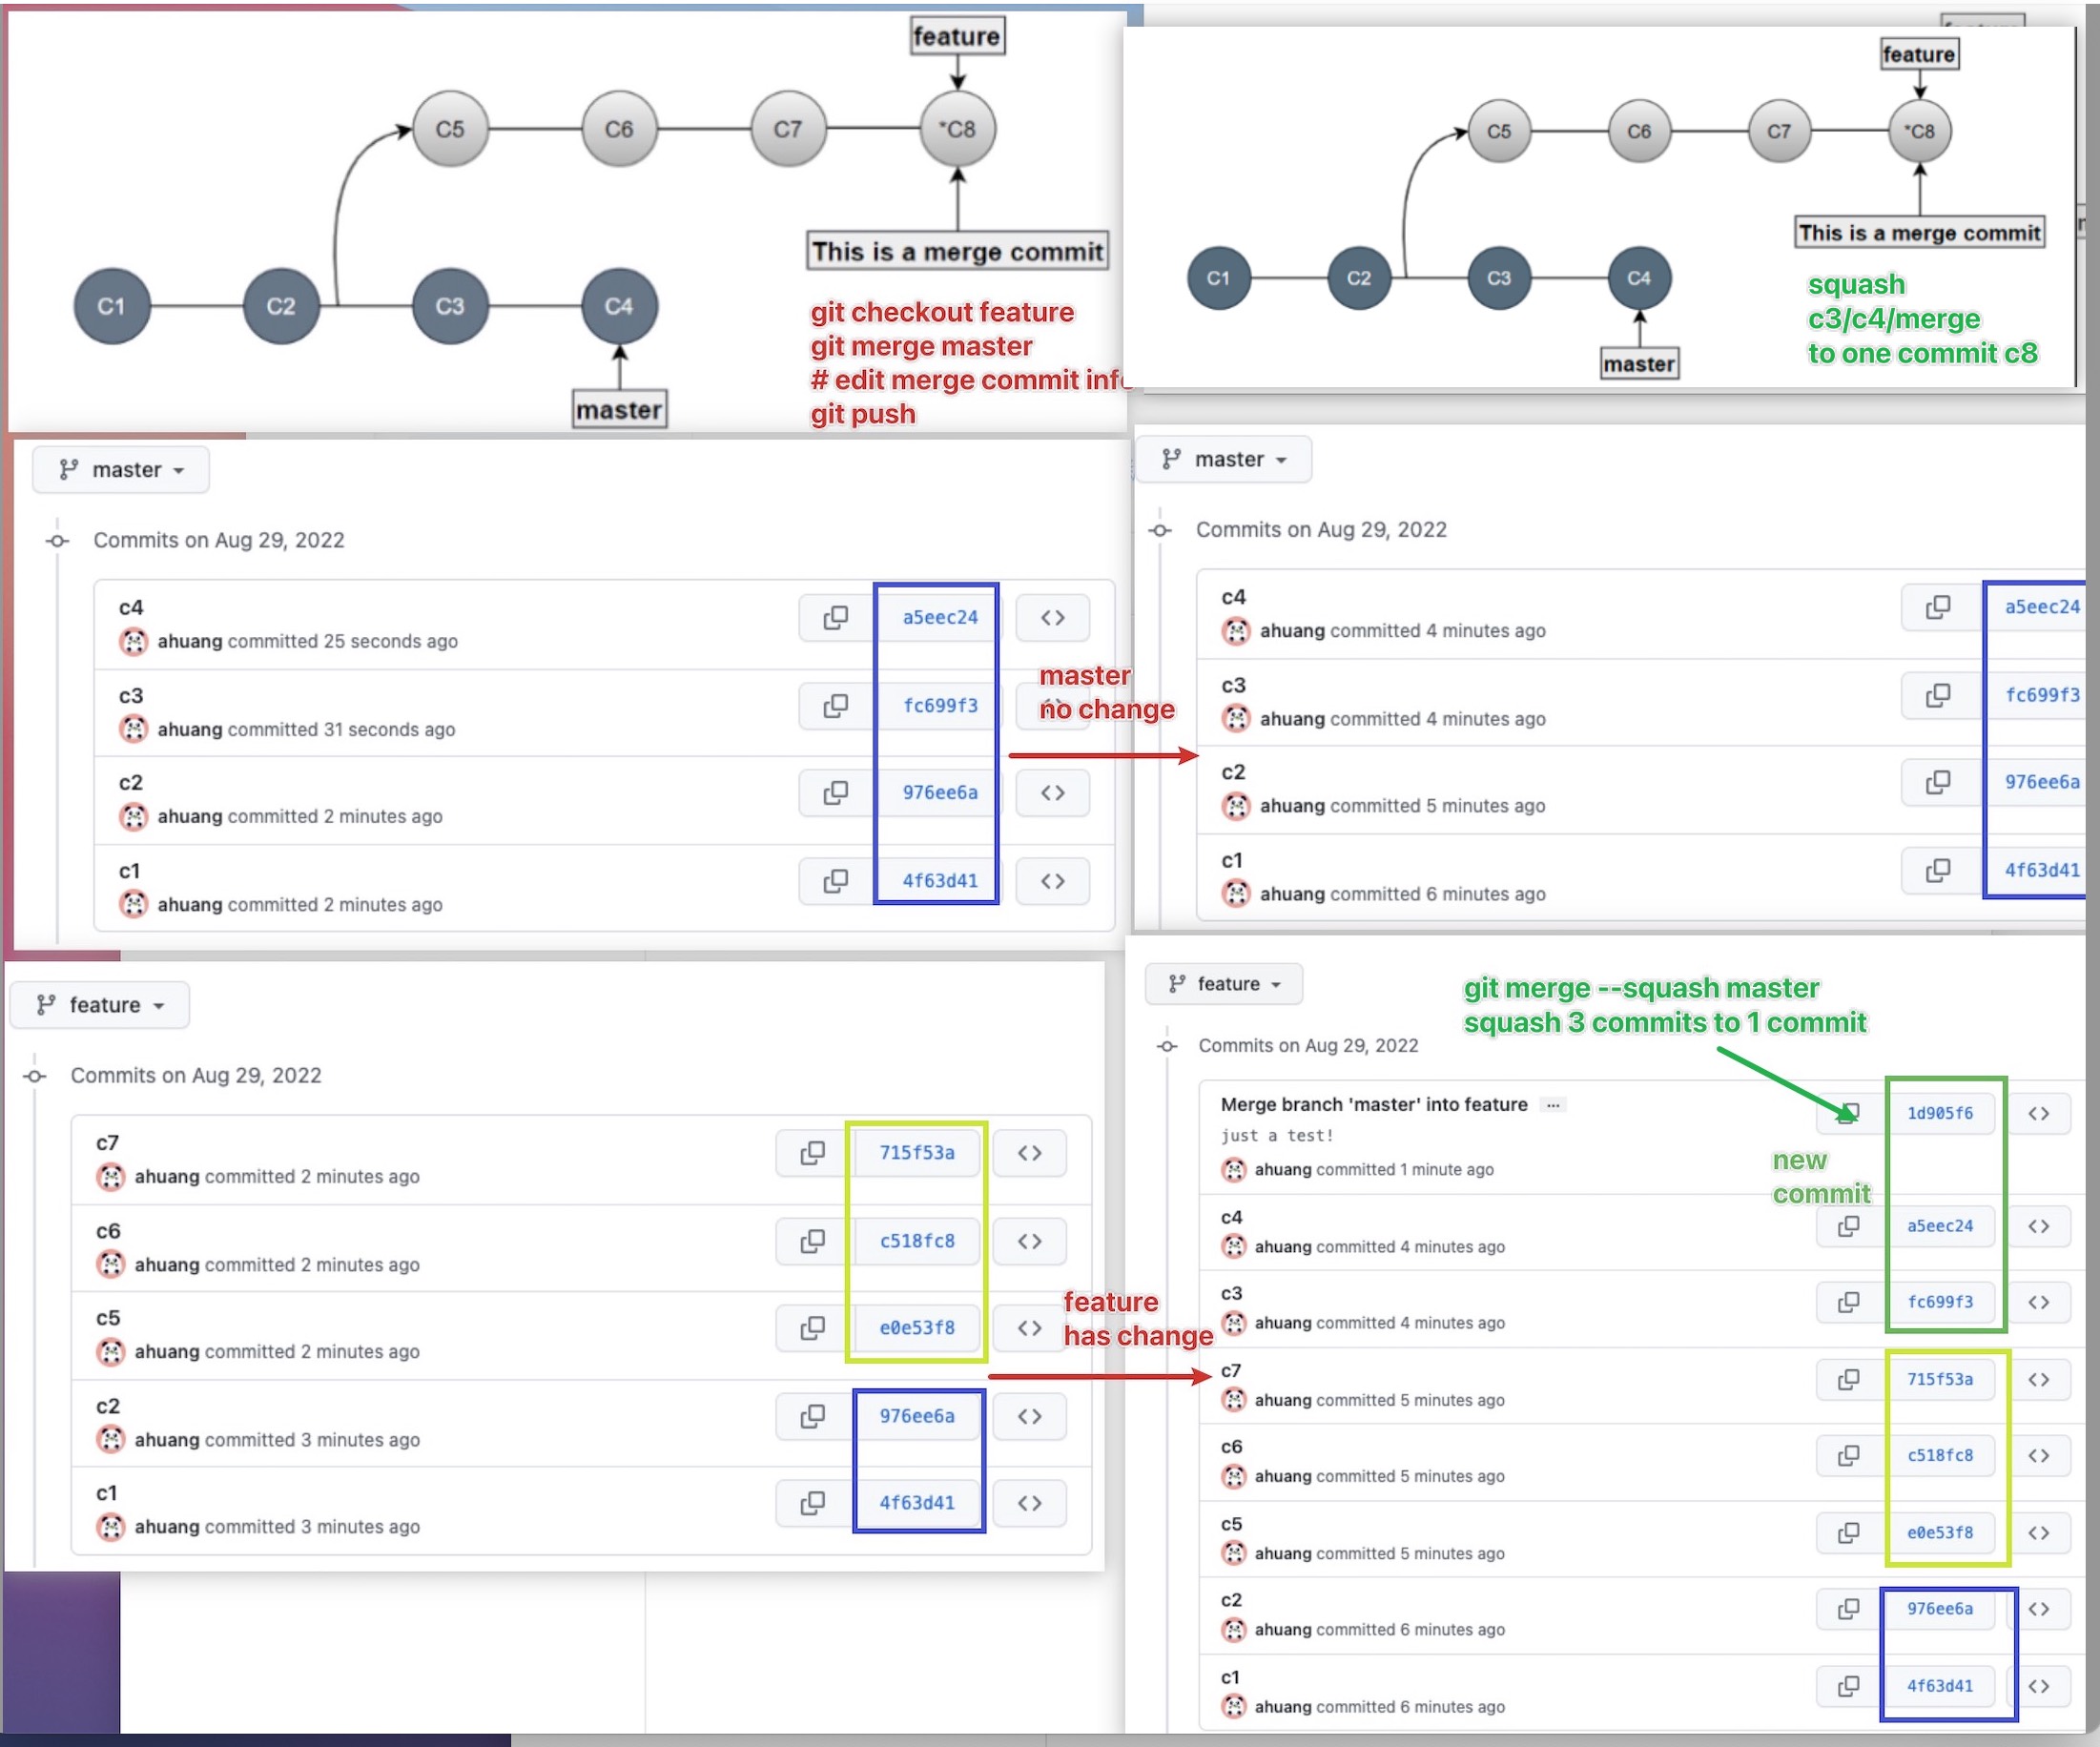 feature
C5
C6
C7
*C8
This is a merge commit
C1
C2
C3
C4
master
git checkout feature
git merge master
# edit merge commit info
git push
feature
C5
C6
C7
*C8
This is a merge commit
C1
C2
C3
C4
master
squash
c3/c4/merge
to one commit c8
master
Commits on Aug 29, 2022
c4
a5eec24
ahuang committed 25 seconds ago
c3
fc699f3
ahuang committed 31 seconds ago
c2
976ee6a
ahuang committed 2 minutes ago
c1
4f63d41
ahuang committed 2 minutes ago
master
no change
master
Commits on Aug 29, 2022
c4
a5eec24
ahuang committed 4 minutes ago
c3
fc699f3
ahuang committed 4 minutes ago
c2
976ee6a
ahuang committed 5 minutes ago
c1
4f63d41
ahuang committed 6 minutes ago
feature
Commits on Aug 29, 2022
c7
715f53a
ahuang committed 2 minutes ago
c6
c518fc8
ahuang committed 2 minutes ago
c5
e0e53f8
ahuang committed 2 minutes ago
c2
976ee6a
ahuang committed 3 minutes ago
c1
4f63d41
ahuang committed 3 minutes ago
feature
has change
feature
git merge --squash master
squash 3 commits to 1 commit
Commits on Aug 29, 2022
Merge branch 'master' into feature ...
1d905f6
just a test!
ahuang committed 1 minute ago
new
commit
c4
a5eec24
ahuang committed 4 minutes ago
c3
fc699f3
ahuang committed 4 minutes ago
c7
715f53a
ahuang committed 5 minutes ago
c6
c518fc8
ahuang committed 5 minutes ago
c5
e0e53f8
ahuang committed 5 minutes ago
c2
976ee6a
ahuang committed 6 minutes ago
c1
4f63d41
ahuang committed 6 minutes ago